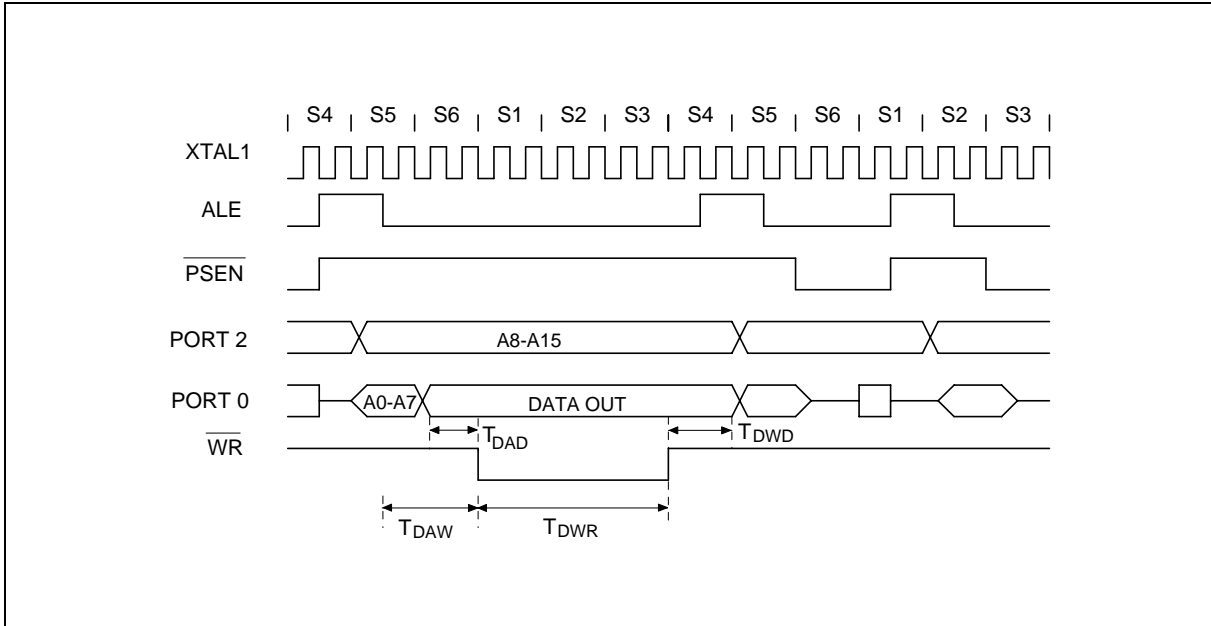 S4 S5 S6 S1 S2 S3 S4 S5 S6 S1 S2 S3
XTAL1
ALE
PSEN
PORT 2 A8-A15
PORT 0 A0-A7 DATA OUT
WR TDAD TDWD
TDAW TDWR